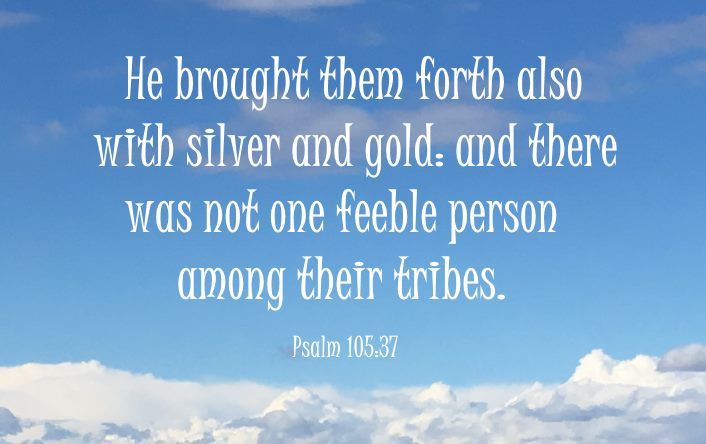 He brought them forth also
with silver and gold: and there
was not one feeble person
among their tribes.
Psalm 105:37